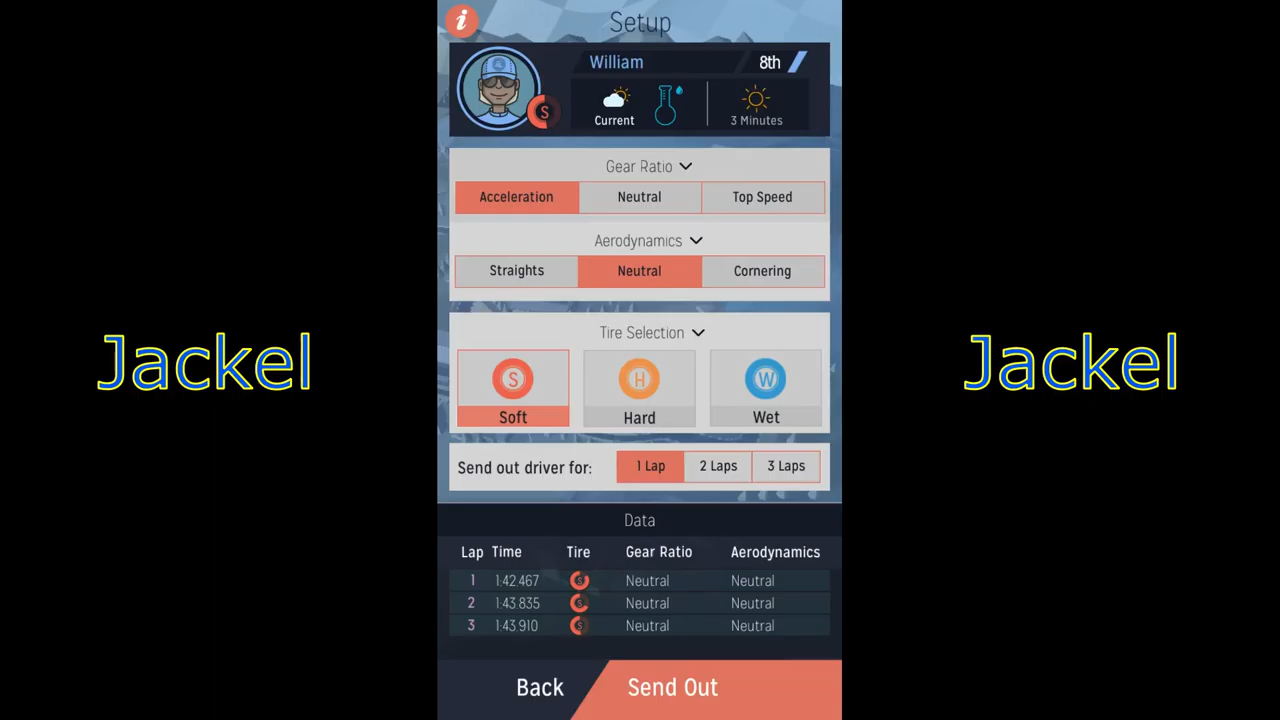 i
Setup
William 8th
S
Current 3 Minutes
Gear Ratio
Acceleration Neutral Top Speed
Aerodynamics
Straights Neutral Cornering
Jackel Jackel
Tire Selection
S H W
Soft Hard Wet
Send out driver for: 1 Lap 2 Laps 3 Laps
Data
Lap Time Tire Gear Ratio Aerodynamics
1 1:42.467 S Neutral Neutral
2 1:43.835 S Neutral Neutral
3 1:43.910 S Neutral Neutral
Back Send Out